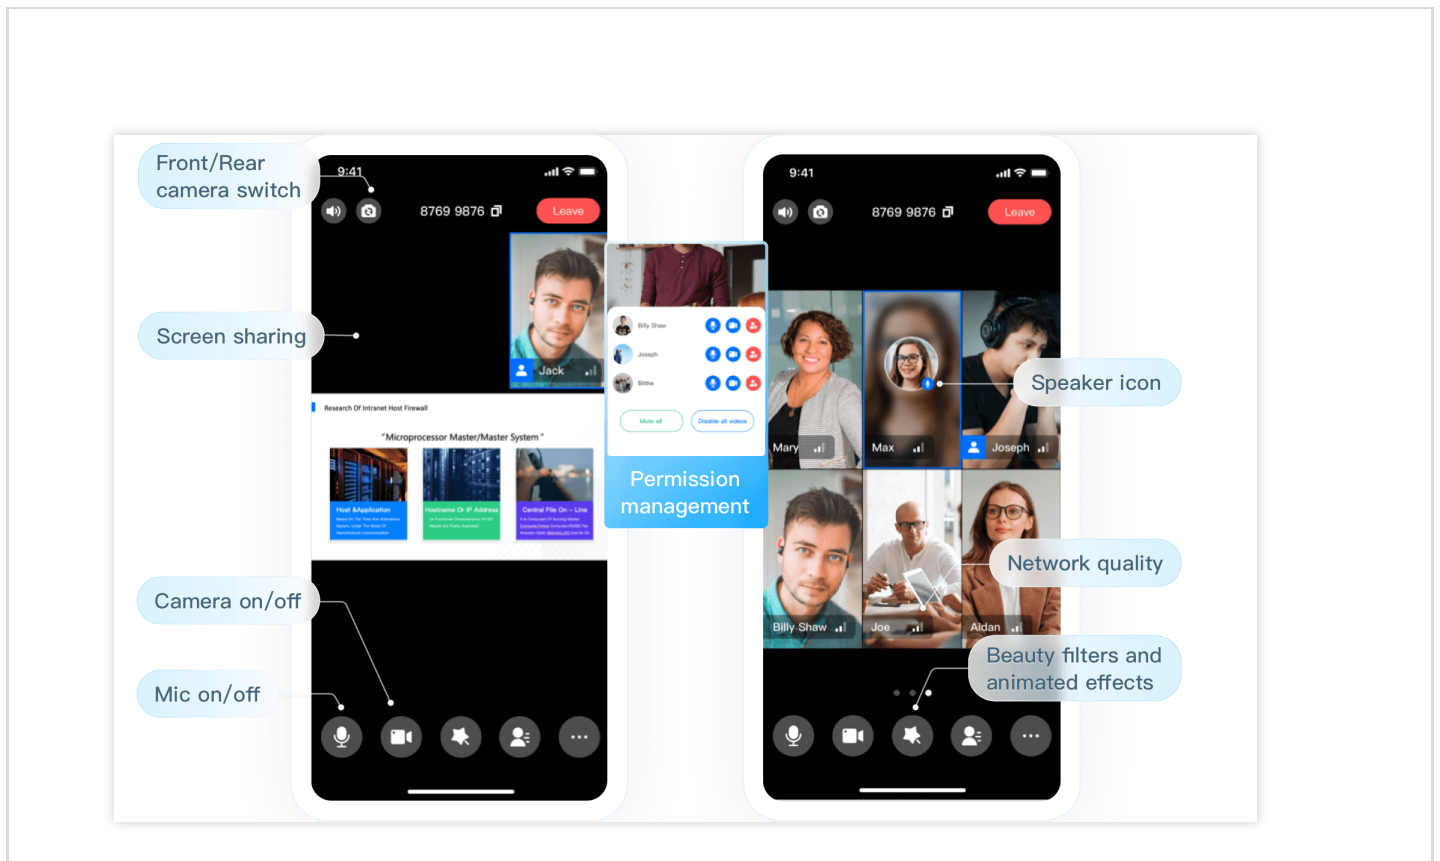 Front/Rear
camera switch
9:41
8769 9876
Leave
Screen sharing
Jack
Research Of Intranet Host Firewall
"Microprocessor Master/Master System"
Host &Application
Hostname Or IP Address
Central File On – Line
Camera on/off
Mic on/off
Billy Shaw
Joseph
Blithe
Mute all
Disable all videos
Permission
management
9:41
8769 9876
Leave
Speaker icon
Mary
Max
Joseph
Network quality
Billy Shaw
Joe
Aidan
Beauty filters and
animated effects